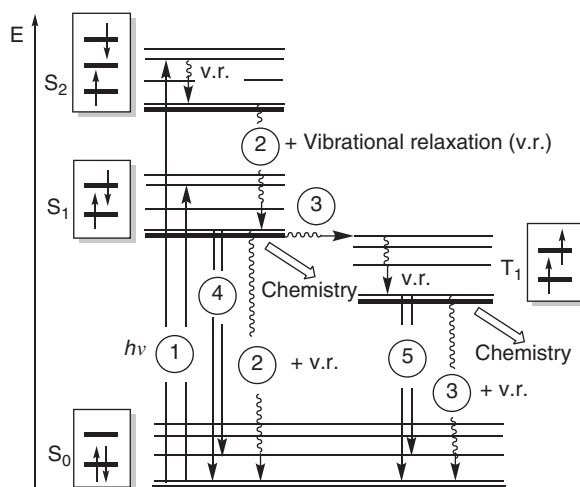 E
S₂
v.r.
2 + Vibrational relaxation (v.r.)
S₁
3
T₁
v.r.
Chemistry
4
hν 1
2 + v.r.
5
Chemistry
3 + v.r.
S₀